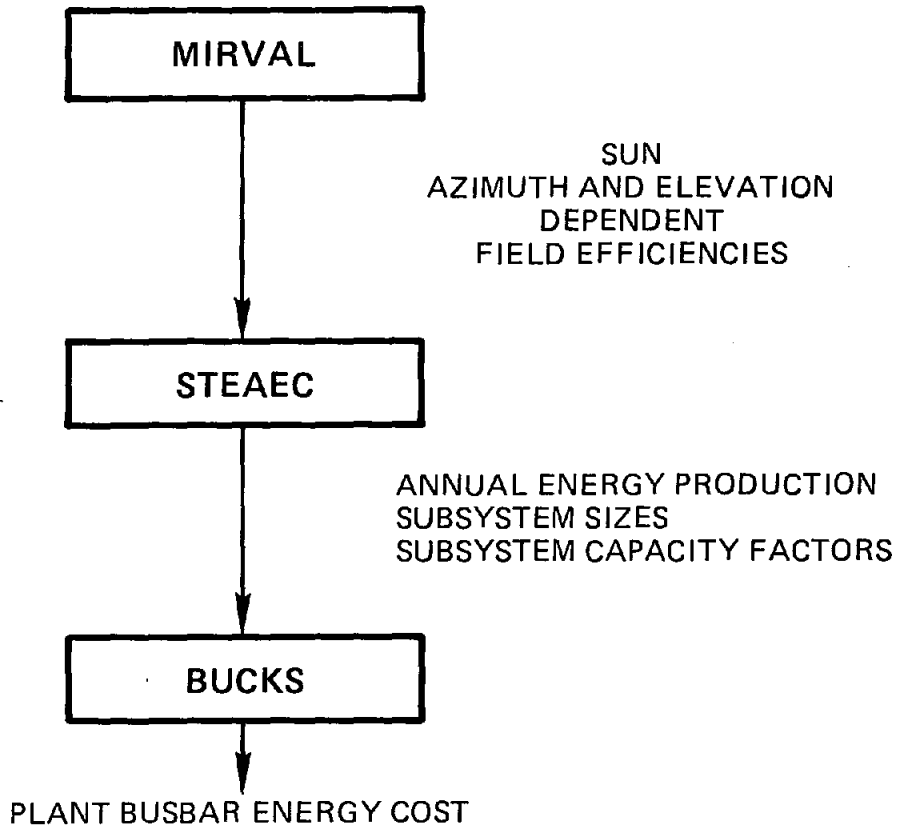 MIRVAL
SUN
AZIMUTH AND ELEVATION
DEPENDENT
FIELD EFFICIENCIES
STEAEC
ANNUAL ENERGY PRODUCTION
SUBSYSTEM SIZES
SUBSYSTEM CAPACITY FACTORS
BUCKS
PLANT BUSBAR ENERGY COST